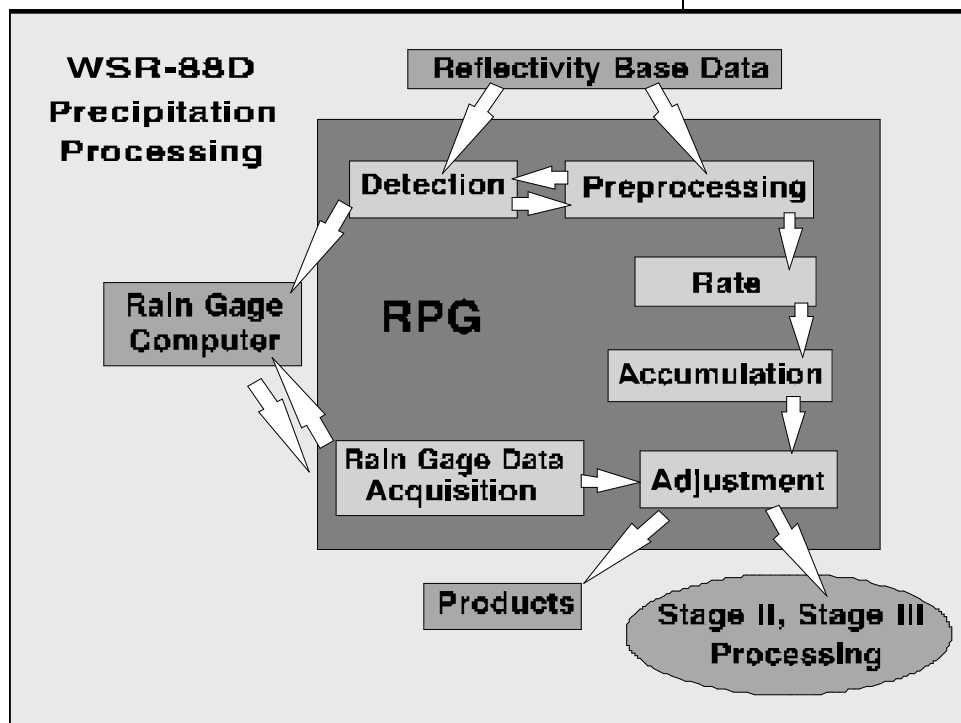 WSR-88D
Precipitation
Processing
Reflectivity Base Data
Detection
Preprocessing
Rate
Rain Gage
Computer
RPG
Accumulation
Rain Gage Data
Acquisition
Adjustment
Products
Stage II, Stage III
Processing